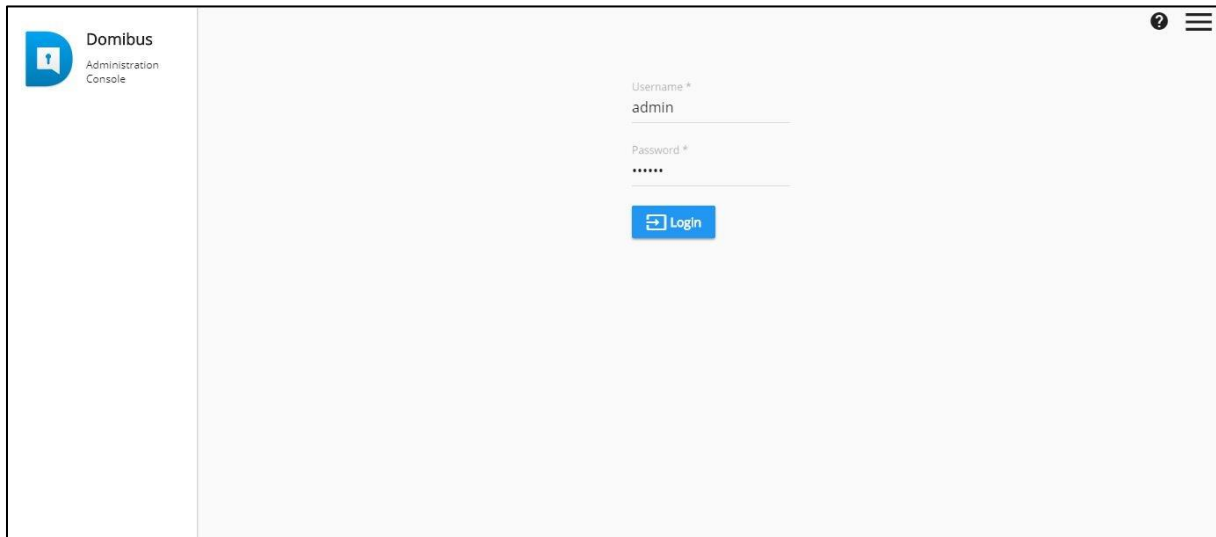 Domibus
Administration
Console
?
Username *
admin
Password *
••••••
Login